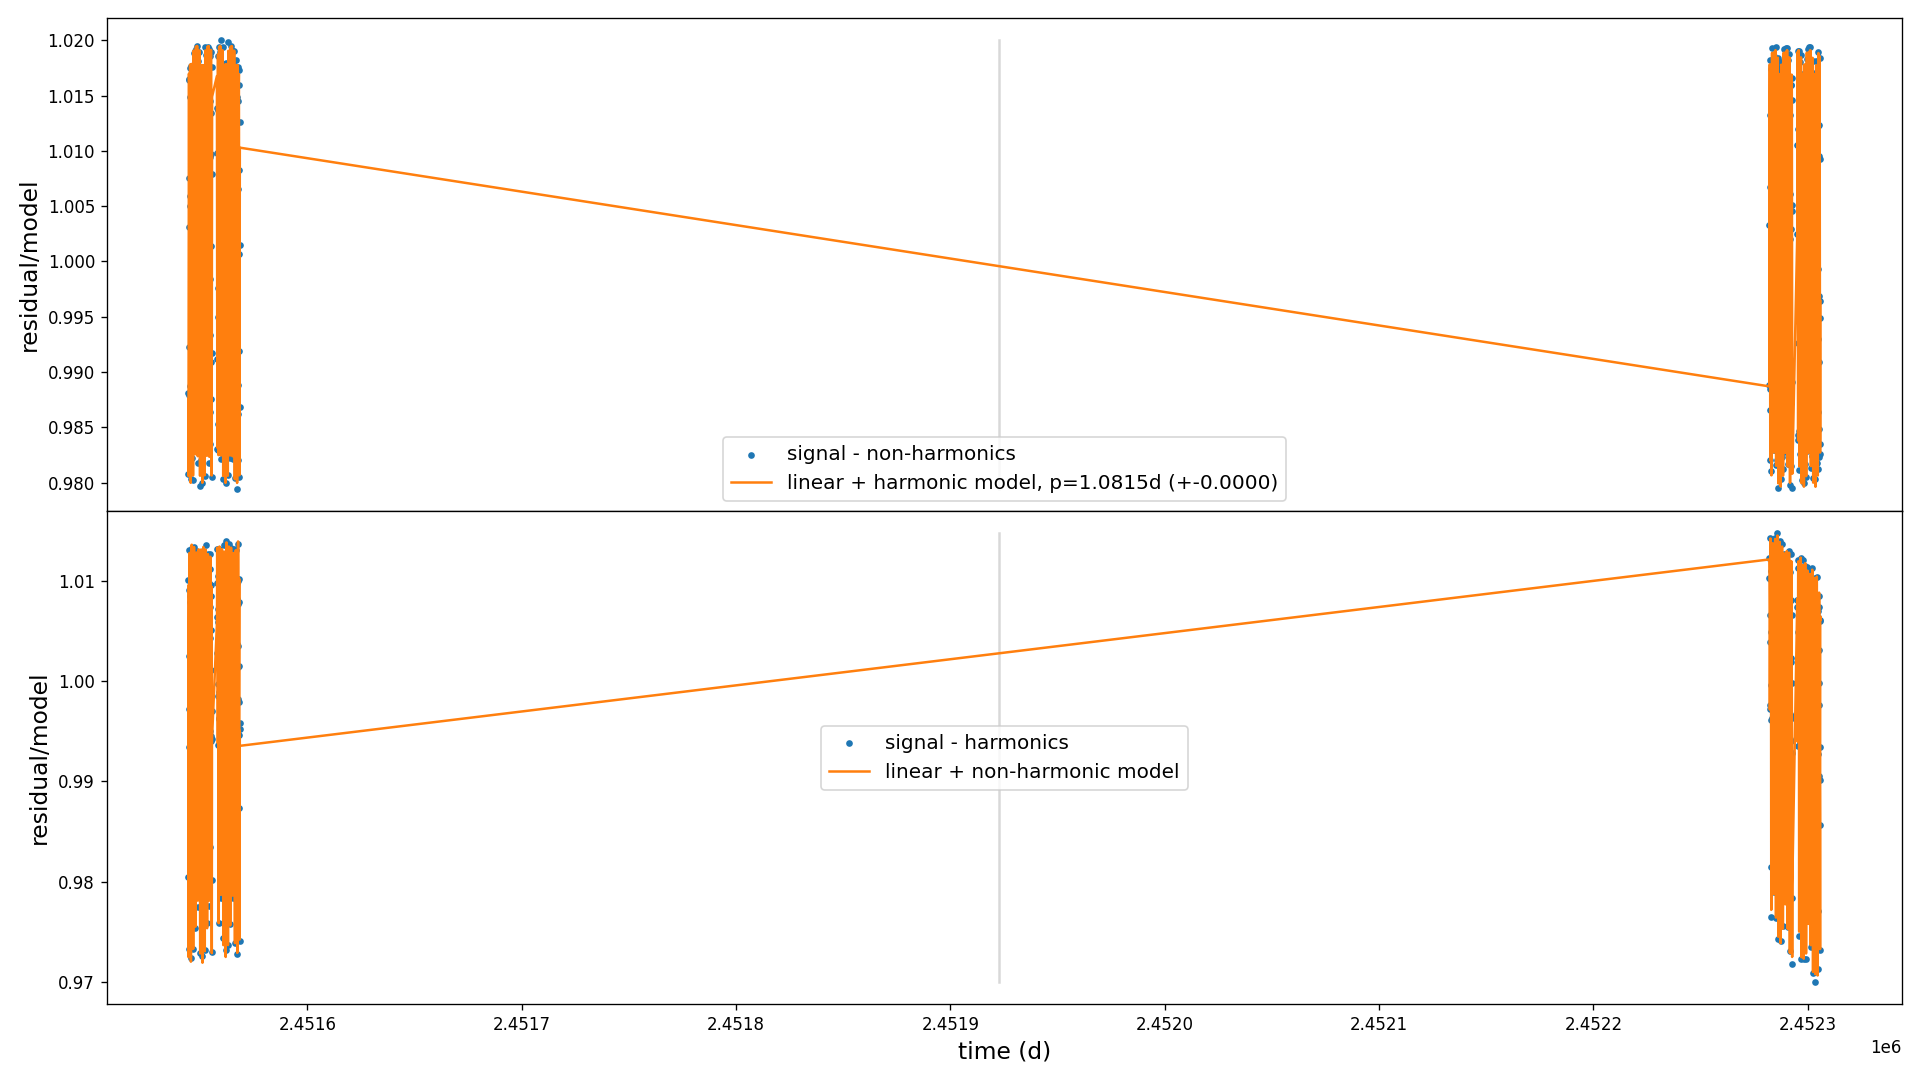 1.020
1.015
1.010
1.005
1.000
0.995
0.990
0.985
0.980
residual/model
signal - non-harmonics
linear + harmonic model, p=1.0815d (+-0.0000)
1.01
1.00
0.99
0.98
0.97
residual/model
signal - harmonics
linear + non-harmonic model
2.4516 2.4517 2.4518 2.4519 2.4520 2.4521 2.4522 2.4523
1e6
time (d)